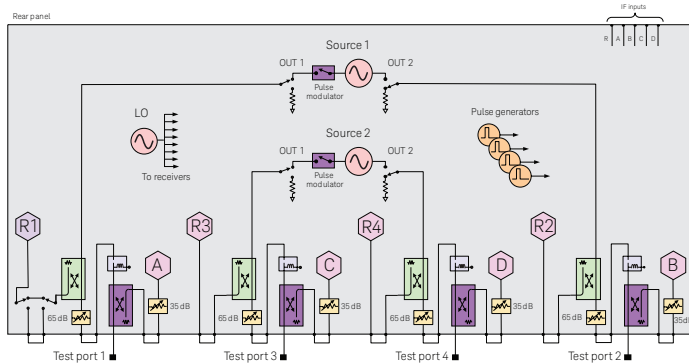 IF inputs
Rear panel
R A B C D
Source 1
OUT 1
OUT 2
Pulse
modulator
LO
To receivers
Pulse generators
Source 2
OUT 1
OUT 2
Pulse
modulator
R1
R3
R4
R2
A
C
D
B
65 dB
35 dB
65 dB
35 dB
65 dB
35 dB
65 dB
35dB
Test port 1
Test port 3
Test port 4
Test port 2